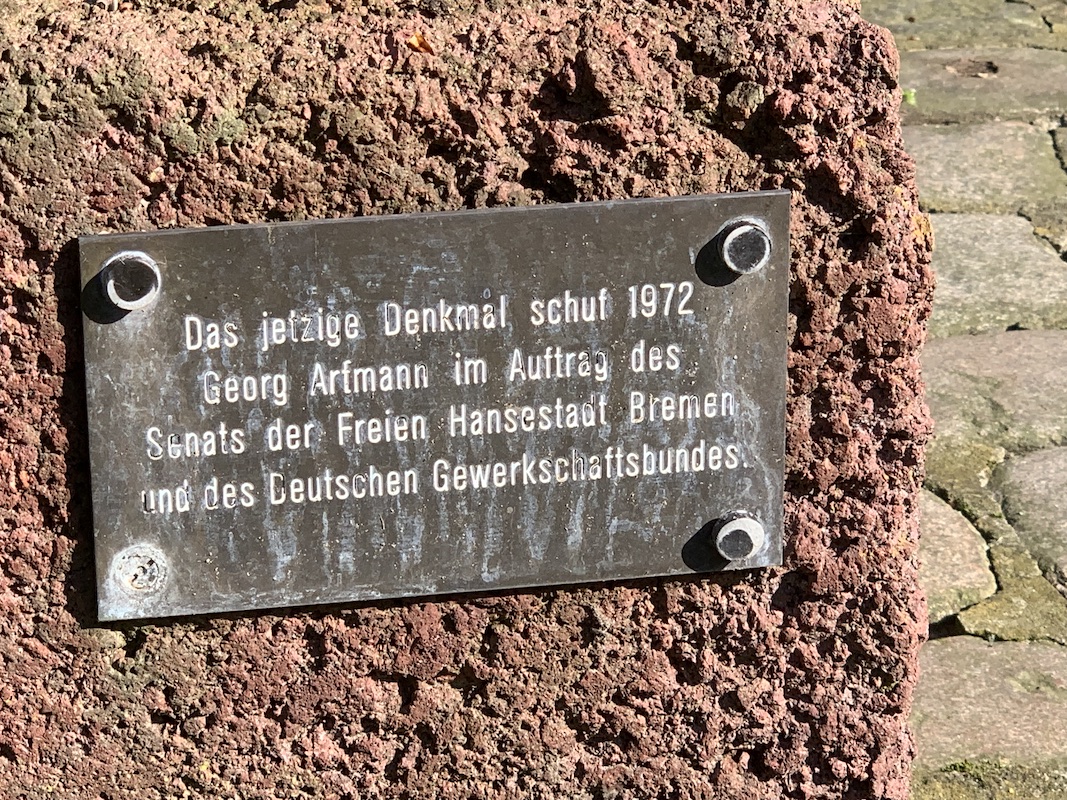 Das jetzige Denkmal schuf 1972
Georg Arfmann im Auftrag des
Senats der Freien Hansestadt Bremen
und des Deutschen Gewerkschaftsbundes.